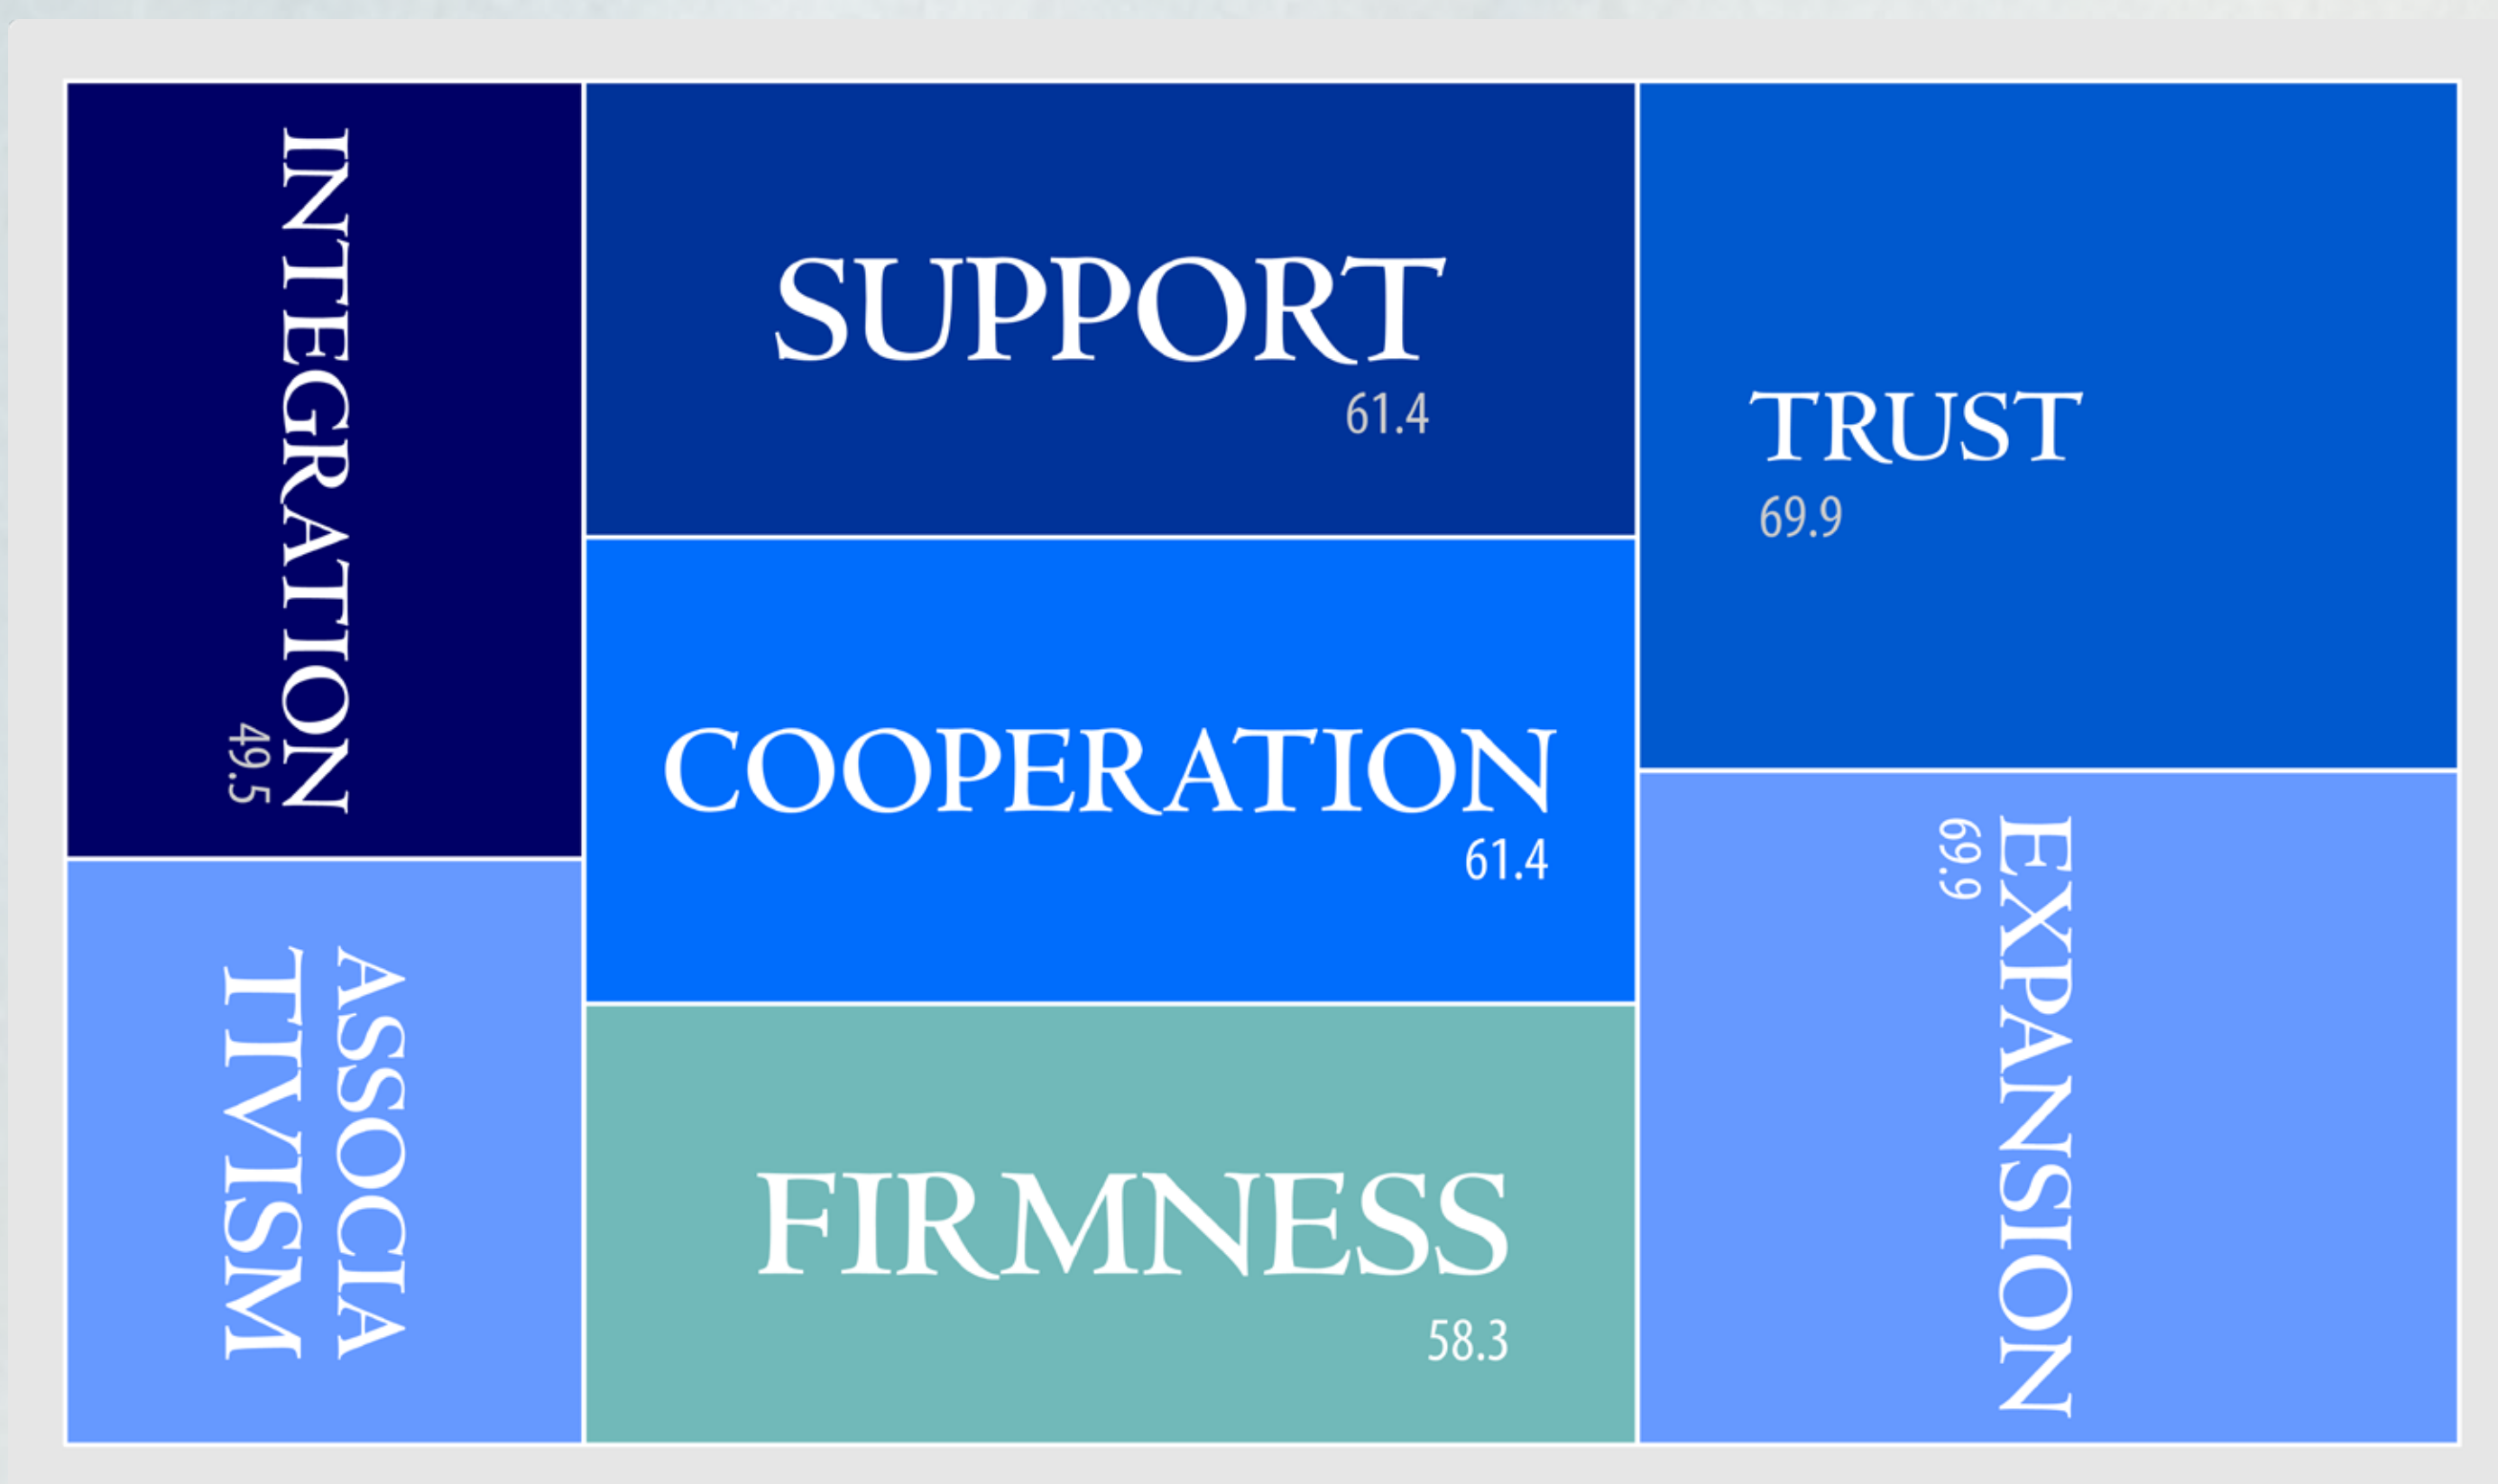 INTEGRATION
49.5
ASSOCIA
TIVISM
SUPPORT
61.4
COOPERATION
61.4
FIRMNESS
58.3
TRUST
69.9
EXPANSION
69.9